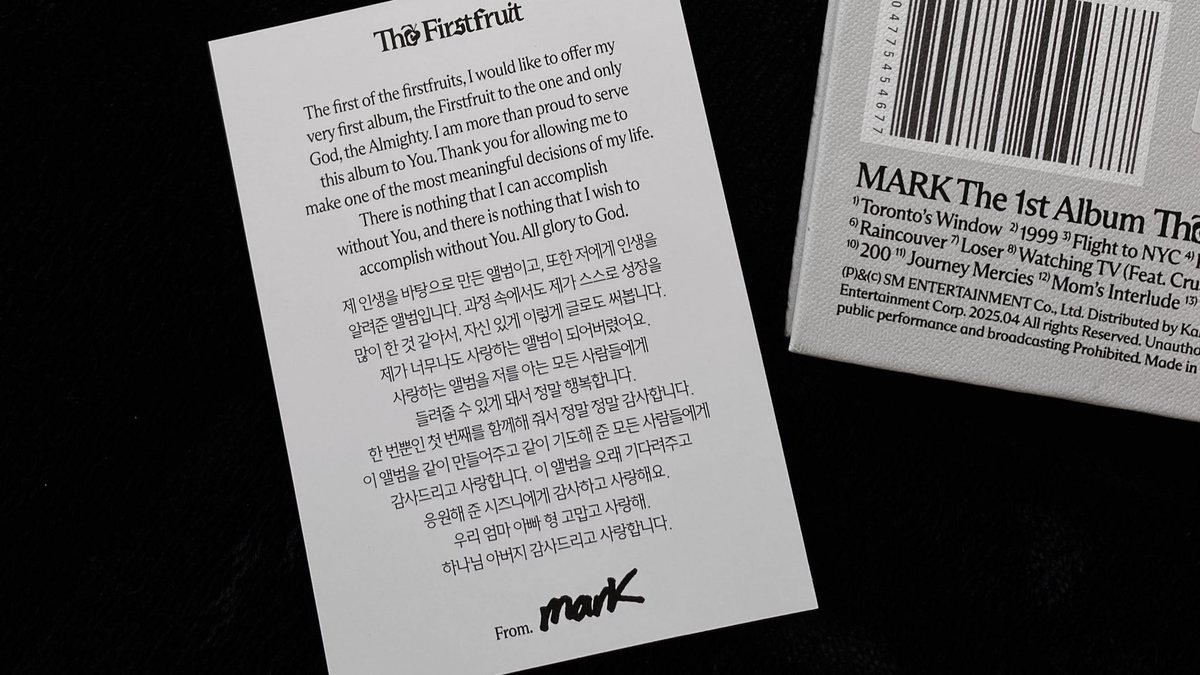 The Firstfruit
The first of the firstfruits, I would like to offer my
very first album, the Firstfruit to the one and only
God, the Almighty. I am more than proud to serve
this album to You. Thank you for allowing me to
make one of the most meaningful decisions of my life.
There is nothing that I can accomplish
without You, and there is nothing that I wish to
accomplish without You. All glory to God.
제 인생을 바탕으로 만든 앨범이고, 또한 저에게 인생을
알려준 앨범입니다. 과정 속에서도 제가 스스로 성장을
많이 한 것 같아서, 자신 있게 이렇게 글로도 써봅니다.
제가 너무나도 사랑하는 앨범이 되어버렸어요.
사랑하는 앨범을 저를 아는 모든 사람들에게
들려줄 수 있게 돼서 정말 행복합니다.
한 번뿐인 첫 번째를 함께해 줘서 정말 정말 감사합니다.
이 앨범을 같이 만들어주고 같이 기도해 준 모든 사람들에게
감사드리고 사랑합니다. 이 앨범을 오래 기다려주고
응원해 준 시즈니에게 감사하고 사랑해요.
우리 엄마 아빠 형 고맙고 사랑해.
하나님 아버지 감사드리고 사랑합니다.
From. mark
047754546 77
MARK The 1st Album
1) Toronto's Window 2) 1999 3) Flight to NYC 4)
6) Raincouver 7) Loser 8) Watching TV (Feat. Cru
10) 200 11) Journey Mercies 12) Mom's Interlude 13)
(P)&(c) SM ENTERTAINMENT Co., Ltd. Distributed by Ka
Entertainment Corp. 2025.04 All rights Reserved. Unautho
public performance and broadcasting Prohibited. Made in